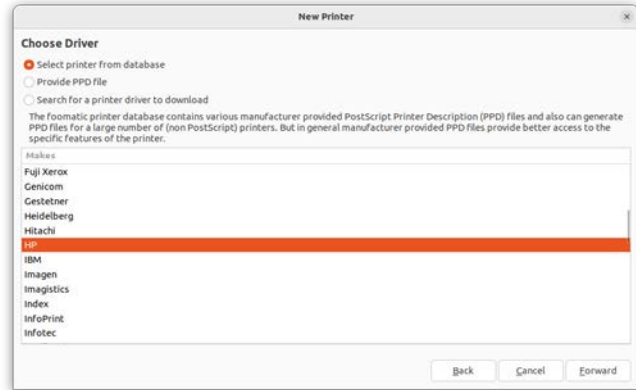 New Printer
Choose Driver
Select printer from database
Provide PPD file
Search for a printer driver to download
The foomatic printer database contains various manufacturer provided PostScript Printer Description (PPD) files and also can generate
PPD files for a large number of (non PostScript) printers. But in general manufacturer provided PPD files provide better access to the
specific features of the printer.
Makes
Fuji Xerox
Genicom
Gestetner
Heidelberg
Hitachi
HP
IBM
Imagen
Imagistics
Index
InfoPrint
Infotec
Back Cancel Forward